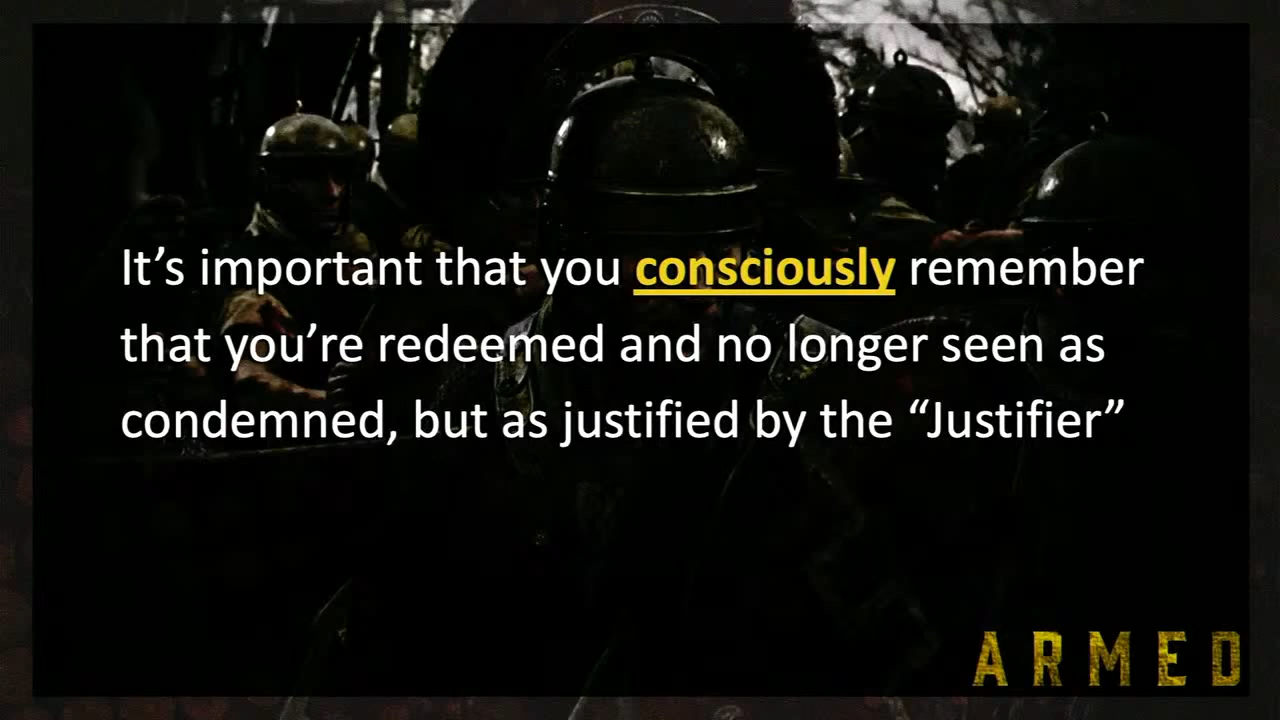 It’s important that you consciously remember
that you’re redeemed and no longer seen as
condemned, but as justified by the “Justifier”
ARMED